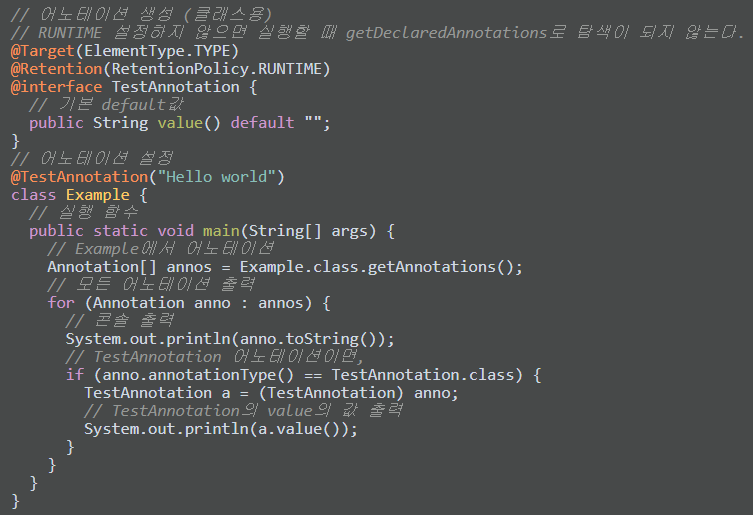 // 어노테이션 생성 (클래스용)
// RUNTIME 설정하지 않으면 실행할 때 getDeclaredAnnotations로 탐색이 되지 않는다.
@Target(ElementType.TYPE)
@Retention(RetentionPolicy.RUNTIME)
@interface TestAnnotation {
  // 기본 default값
  public String value() default "";
}
// 어노테이션 설정
@TestAnnotation("Hello world")
class Example {
  // 실행 함수
  public static void main(String[] args) {
    // Example에서 어노테이션
    Annotation[] annos = Example.class.getAnnotations();
    // 모든 어노테이션 출력
    for (Annotation anno : annos) {
      // 콘솔 출력
      System.out.println(anno.toString());
      // TestAnnotation 어노테이션이면,
      if (anno.annotationType() == TestAnnotation.class) {
        TestAnnotation a = (TestAnnotation) anno;
        // TestAnnotation의 value의 값 출력
        System.out.println(a.value());
      }
    }
  }
}